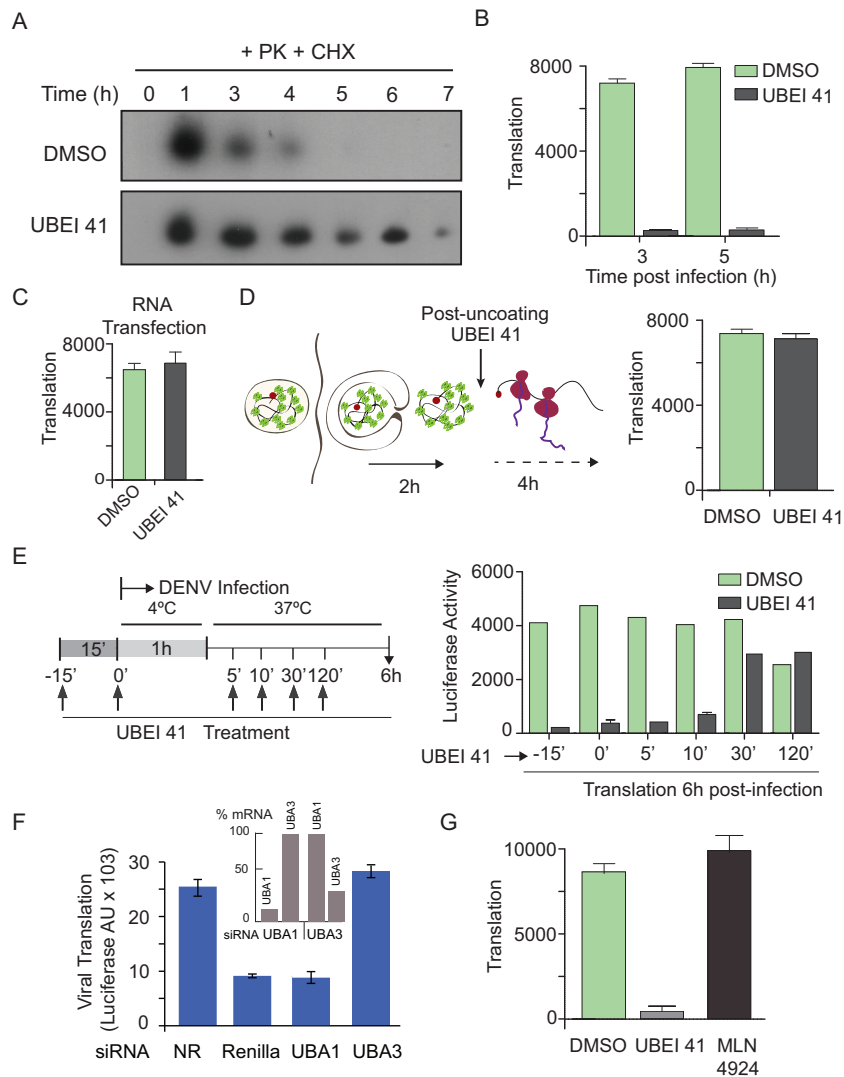 A
+ PK + CHX
Time (h) 0 1 3 4 5 6 7
DMSO
UBEI 41
B
8000
4000
0
Translation
DMSO
UBEI 41
3 5
Time post infection (h)
C
RNA
Transfection
8000
4000
0
Translation
DMSO
UBEI 41
D
Post-uncoating
UBEI 41
2h
4h
8000
4000
0
Translation
DMSO UBEI 41
E
DENV Infection
4ºC 37ºC
15' 1h
-15' 0' 5' 10' 30' 120' 6h
UBEI 41 Treatment
6000
4000
2000
0
Luciferase Activity
DMSO
UBEI 41
UBEI 41 -15' 0' 5' 10' 30' 120'
Translation 6h post-infection
F
30
20
10
0
Viral Translation
(Luciferase AU x 103)
% mRNA
100
50
0
UBA1
UBA3
UBA1
UBA3
siRNA UBA1 UBA3
siRNA NR Renilla UBA1 UBA3
G
10000
5000
0
Translation
DMSO UBEI 41 MLN
4924